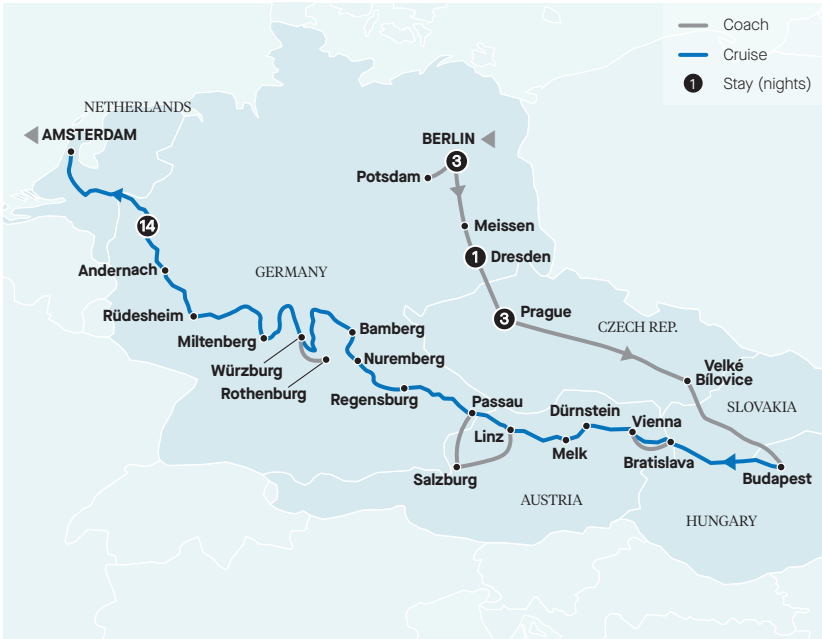 Coach
Cruise
1 Stay (nights)
NETHERLANDS
AMSTERDAM
BERLIN
3
Potsdam
14
Meissen
1 Dresden
Andernach
GERMANY
Rüdesheim
3 Prague
CZECH REP.
Miltenberg
Bamberg
Würzburg
Nuremberg
Rothenburg
Regensburg
Velké
Bílovice
Passau
Dürnstein
SLOVAKIA
Linz
Vienna
Melk
Bratislava
Salzburg
Budapest
AUSTRIA
HUNGARY